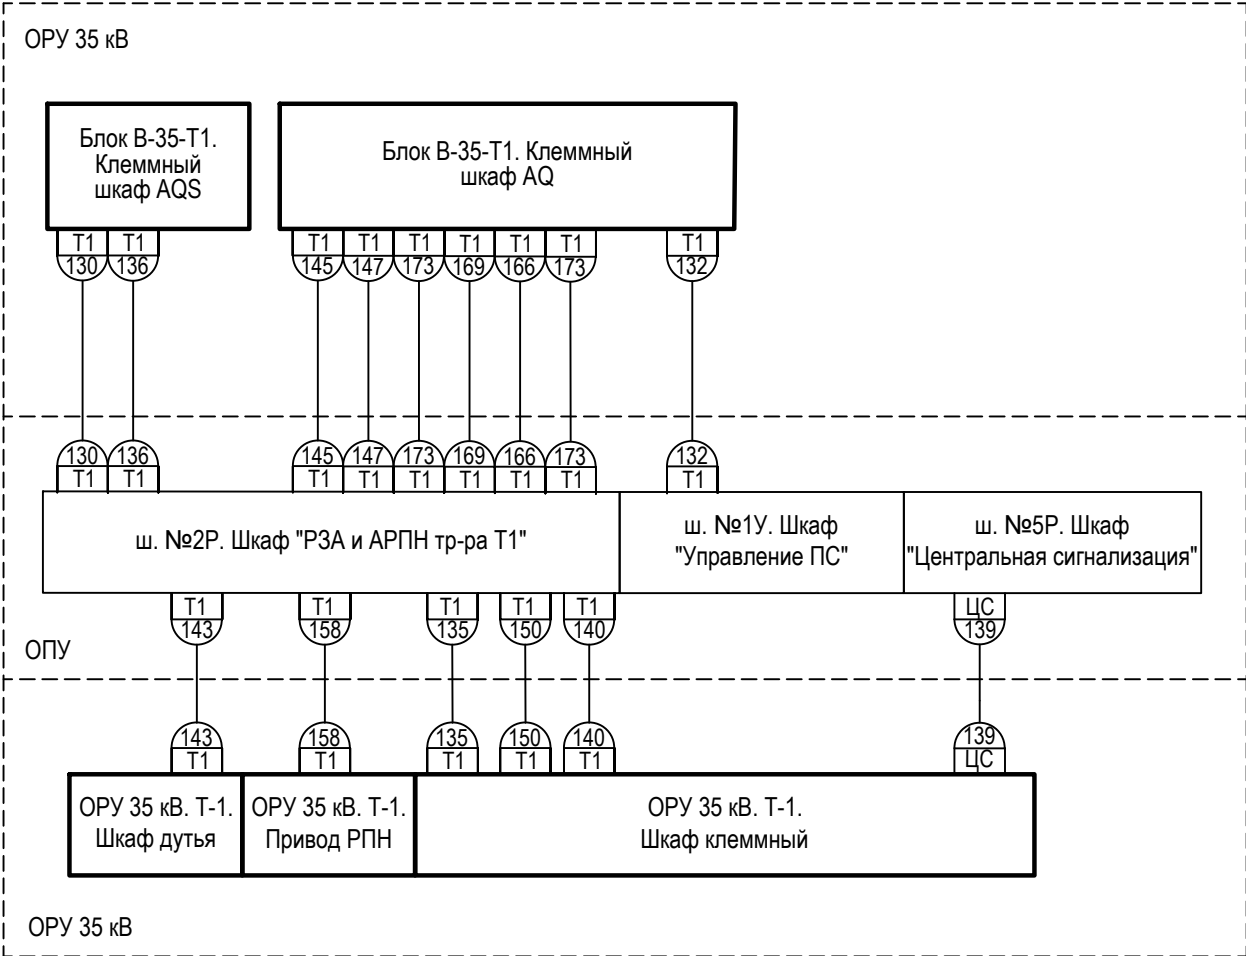 ОРУ 35 кВ
Блок В-35-Т1.
Клеммный
шкаф AQS
Блок В-35-Т1. Клеммный
шкаф AQ
Т1 Т1 Т1 Т1 Т1 Т1 Т1 Т1 Т1
130 136 145 147 173 169 166 173 132
130 136 145 147 173 169 166 173 132
Т1 Т1 Т1 Т1 Т1 Т1 Т1 Т1 Т1
ш. №2Р. Шкаф "РЗА и АРПН тр-ра Т1"
ш. №1У. Шкаф
"Управление ПС"
ш. №5Р. Шкаф
"Центральная сигнализация"
Т1 Т1 Т1 Т1 Т1 ЦС
143 158 135 150 140 139
ОПУ
143 158 135 150 140 139
Т1 Т1 Т1 Т1 Т1 ЦС
ОРУ 35 кВ. Т-1.
Шкаф дутья
ОРУ 35 кВ. Т-1.
Привод РПН
ОРУ 35 кВ. Т-1.
Шкаф клеммный
ОРУ 35 кВ